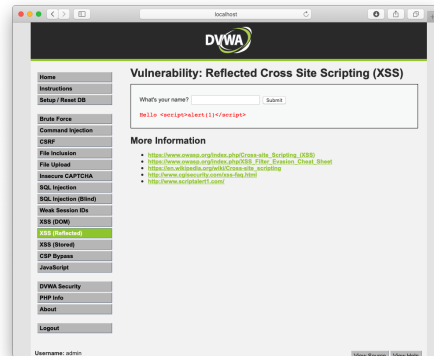 localhost
DVWA
Home
Instructions
Setup / Reset DB
Brute Force
Command Injection
CSRF
File Inclusion
File Upload
Insecure CAPTCHA
SQL Injection
SQL Injection (Blind)
Weak Session IDs
XSS (DOM)
XSS (Reflected)
XSS (Stored)
CSP Bypass
JavaScript
DVWA Security
PHP Info
About
Logout
Vulnerability: Reflected Cross Site Scripting (XSS)
What's your name? Submit
Hello <script>alert(1)</script>
More Information
https://www.owasp.org/index.php/Cross-site_Scripting_(XSS)
https://www.owasp.org/index.php/XSS_Filter_Evasion_Cheat_Sheet
https://en.wikipedia.org/wiki/Cross-site_scripting
http://www.cgisecurity.com/xss-faq.html
http://www.scriptalert1.com/
Username: admin
View Source View Help